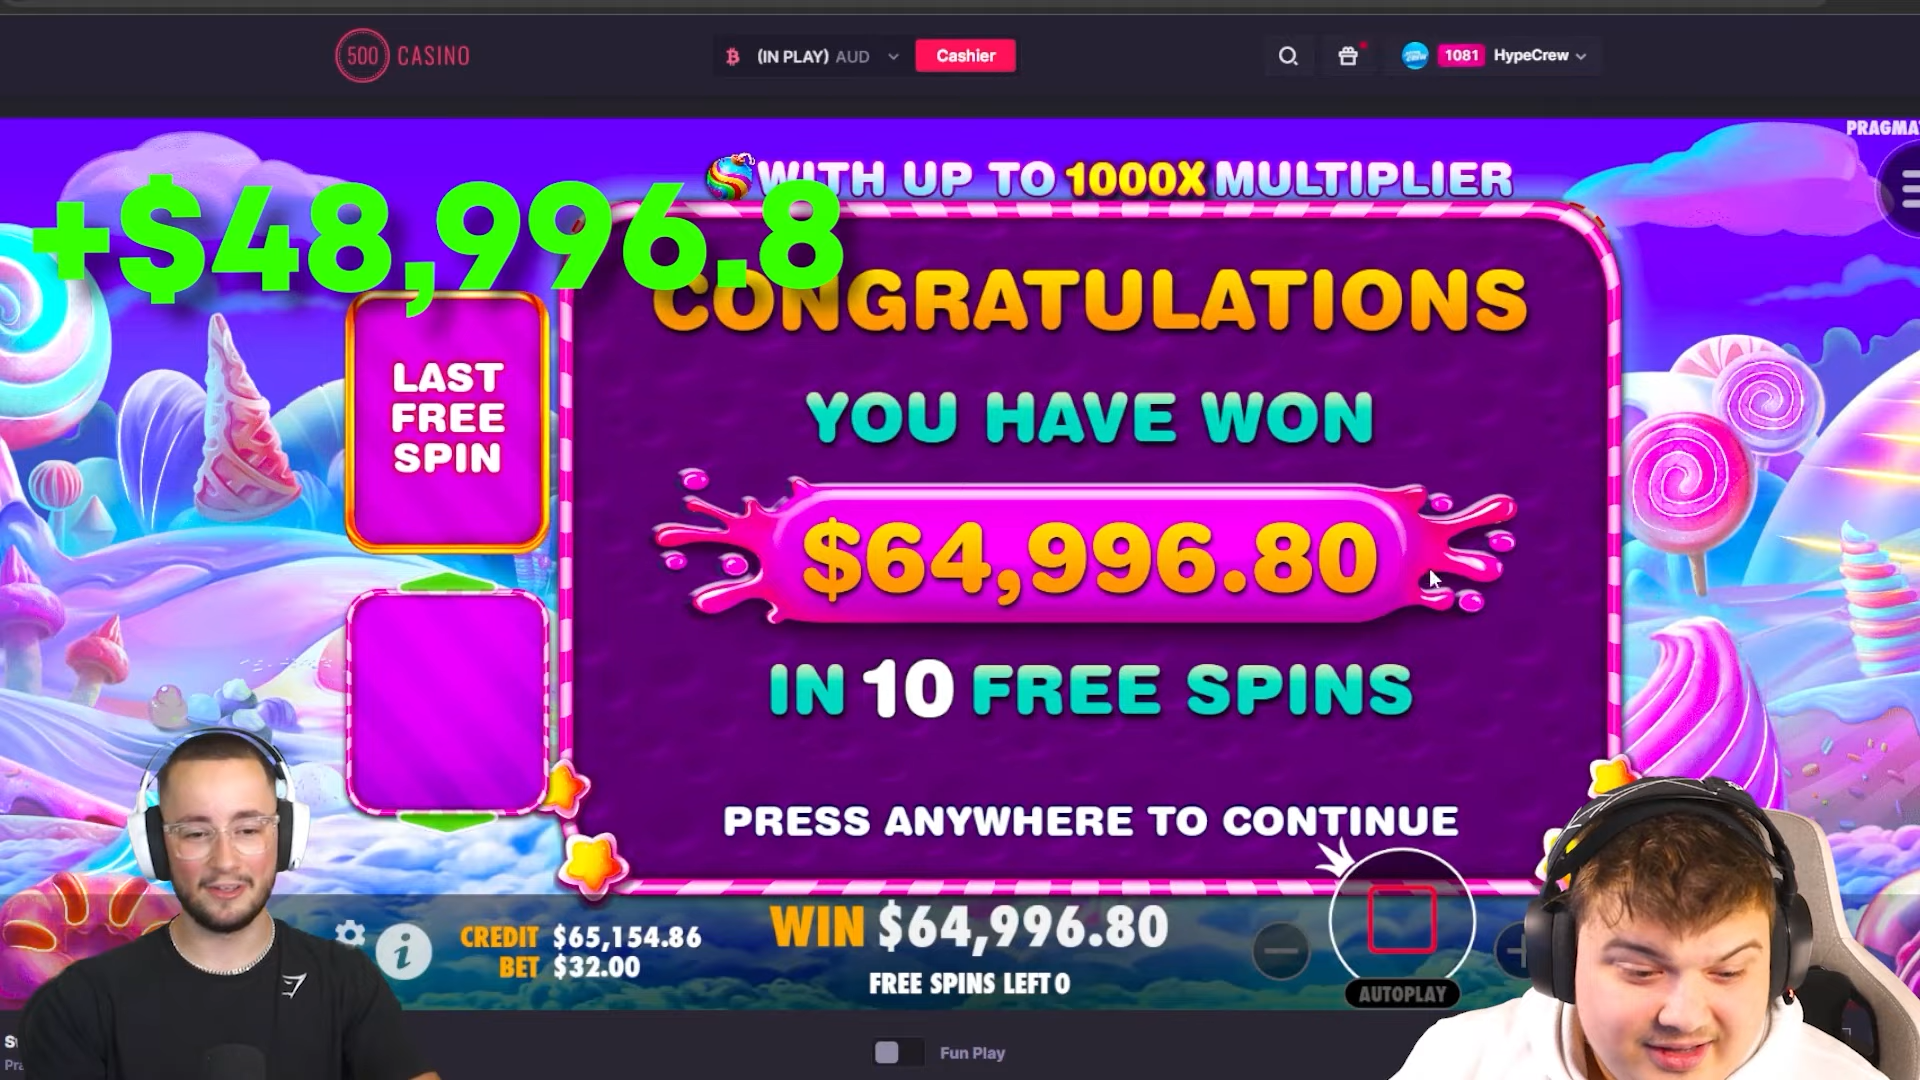 500 CASINO
(IN PLAY) AUD
Cashier
1081
HypeCrew
WITH UP TO 1000X MULTIPLIER
+$48,996.8
CONGRATULATIONS
LAST
FREE
SPIN
YOU HAVE WON
$64,996.80
IN 10 FREE SPINS
PRESS ANYWHERE TO CONTINUE
CREDIT $65,154.86
BET $32.00
WIN $64,996.80
FREE SPINS LEFT 0
AUTOPLAY
Fun Play